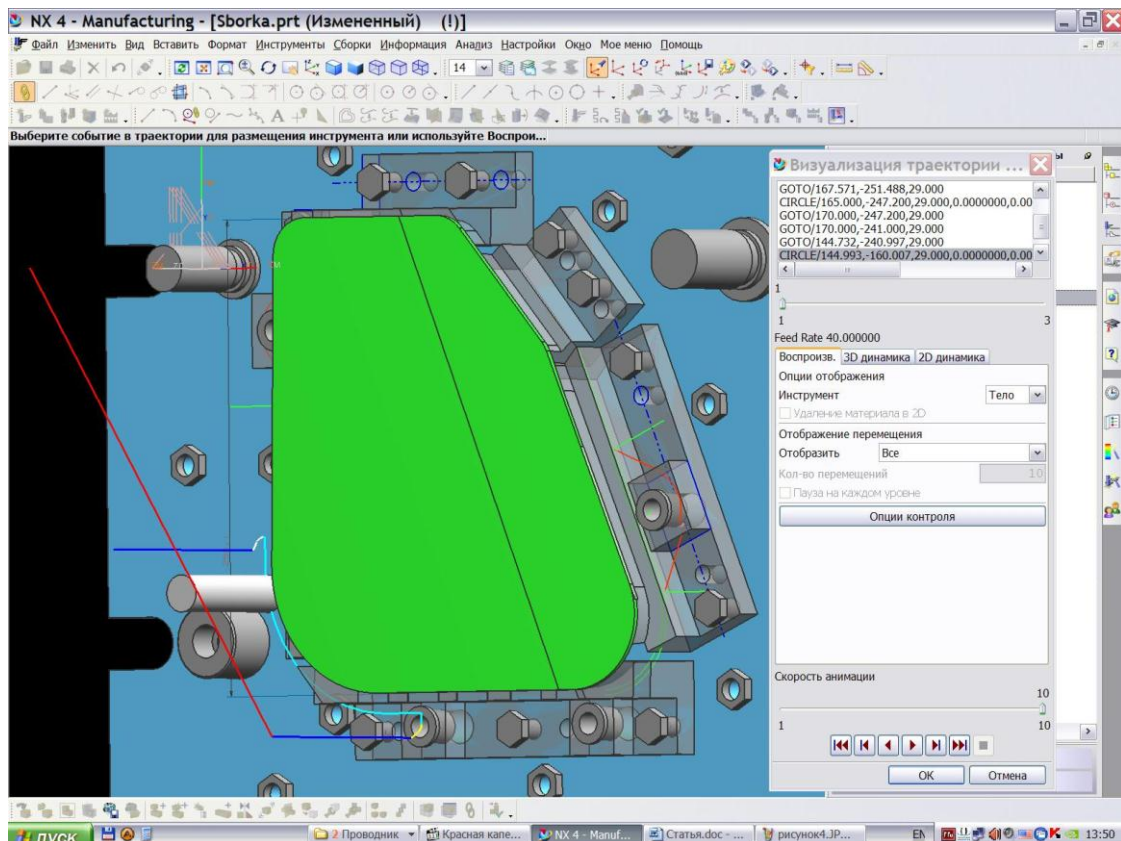 NX 4 - Manufacturing - [Sborka.prt (Измененный) (!)]
Файл Изменить Вид Вставить Формат Инструменты Сборки Информация Анализ Настройки Окно Мое меню Помощь
14
Выберите событие в траектории для размещения инструмента или используйте Воспрои...
Визуализация траектории ...
GOTO/167.571,-251.488,29.000
CIRCLE/165.000,-247.200,29.000,0.0000000,0.00
GOTO/170.000,-247.200,29.000
GOTO/170.000,-241.000,29.000
GOTO/144.732,-240.997,29.000
CIRCLE/144.993,-160.007,29.000,0.0000000,0.00
1
1 3
Feed Rate 40.000000
Воспроизв. 3D динамика 2D динамика
Опции отображения
Инструмент Тело
Удаление материала в 2D
Отображение перемещения
Отобразить Все
Кол-во перемещений 10
Пауза на каждом уровне
Опции контроля
Скорость анимации
10
1 10
OK Отмена
пуск 2 Проводник Красная капе... NX 4 - Manuf... Статья.doc - ... рисунок4.JP... EN 13:50